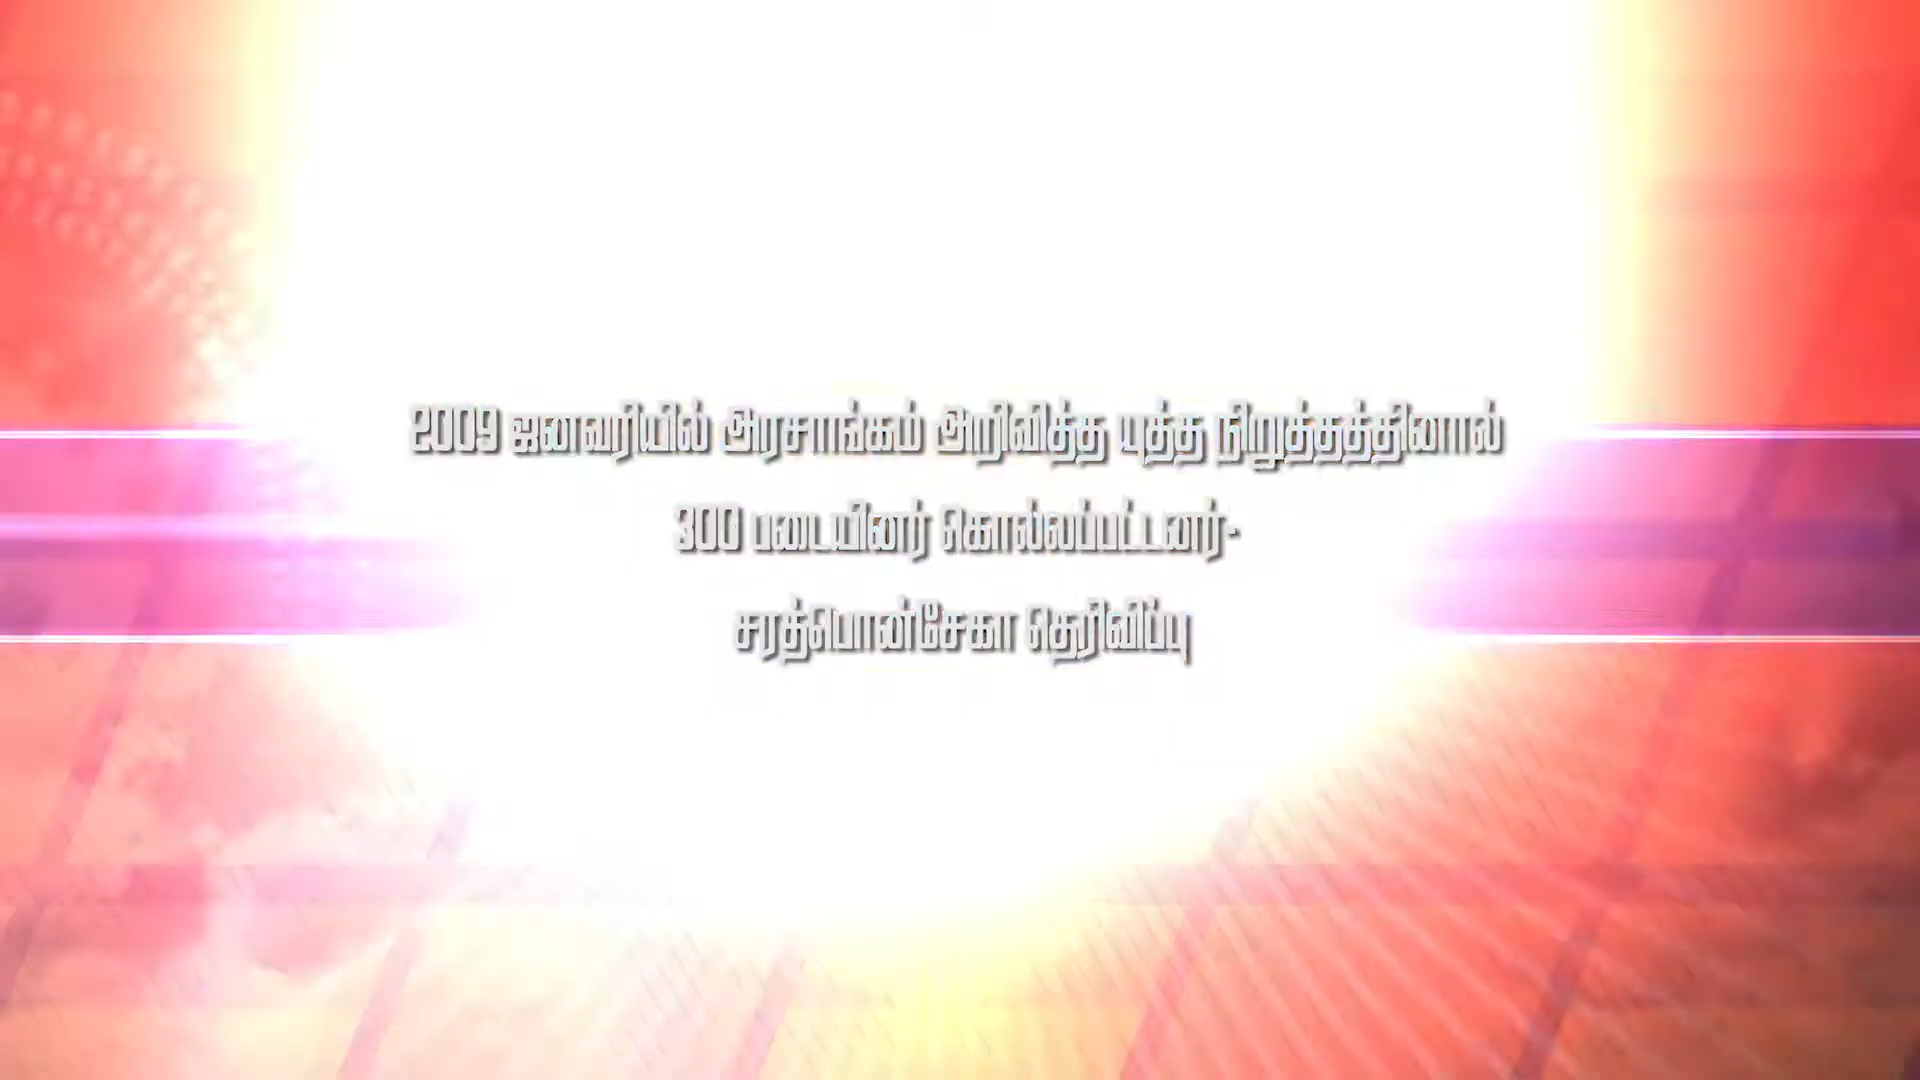 2009 ஜனவரியில் அரசாங்கம் அறிவித்த யுத்த நிறுத்தத்தினால்
300 படையினர் கொல்லப்பட்டனர்-
சரத்பொன்சேகா தெரிவிப்பு